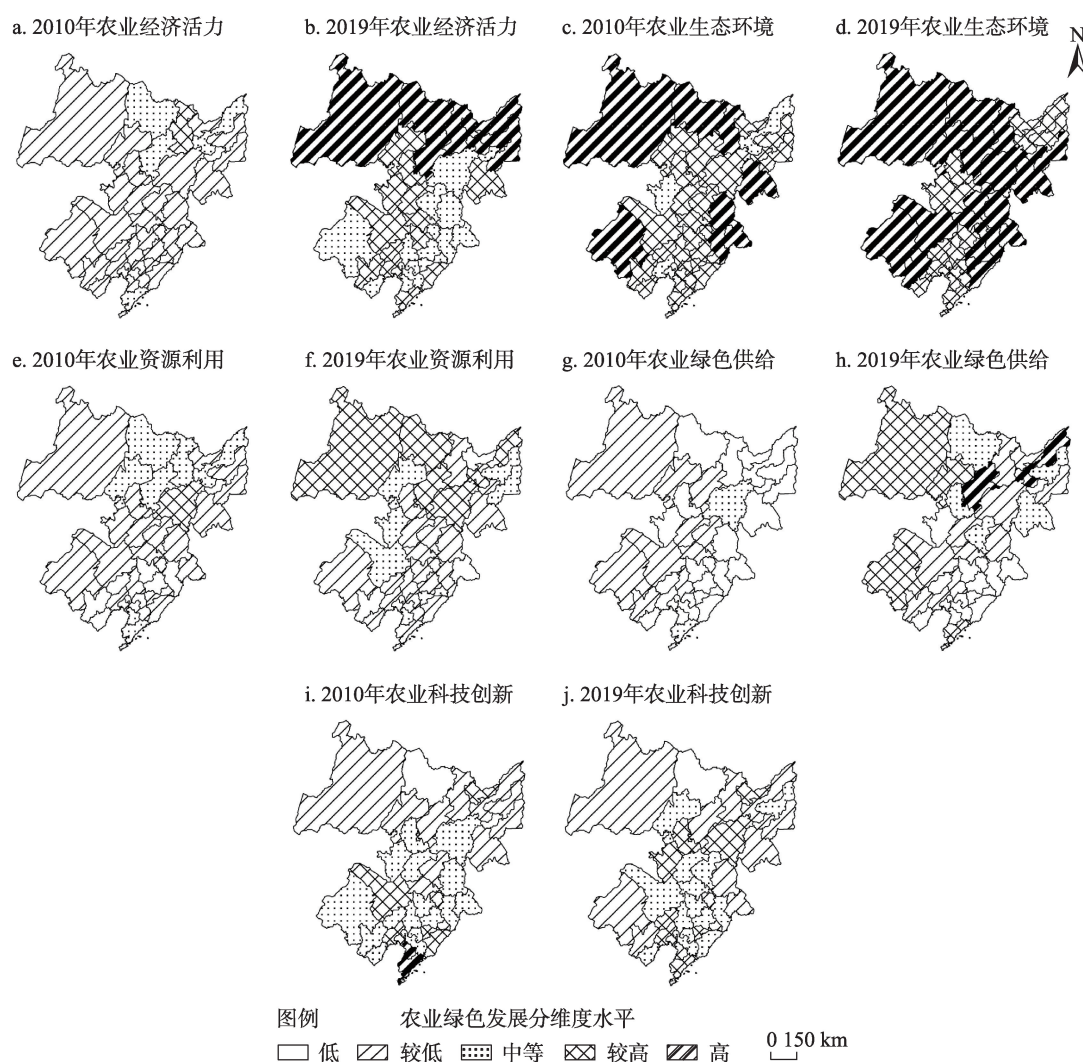 a. 2010年农业经济活力 b. 2019年农业经济活力 c. 2010年农业生态环境 d. 2019年农业生态环境
N
e. 2010年农业资源利用 f. 2019年农业资源利用 g. 2010年农业绿色供给 h. 2019年农业绿色供给
i. 2010年农业科技创新 j. 2019年农业科技创新
图例 农业绿色发展分维度水平
低 较低 中等 较高 高 0 150 km